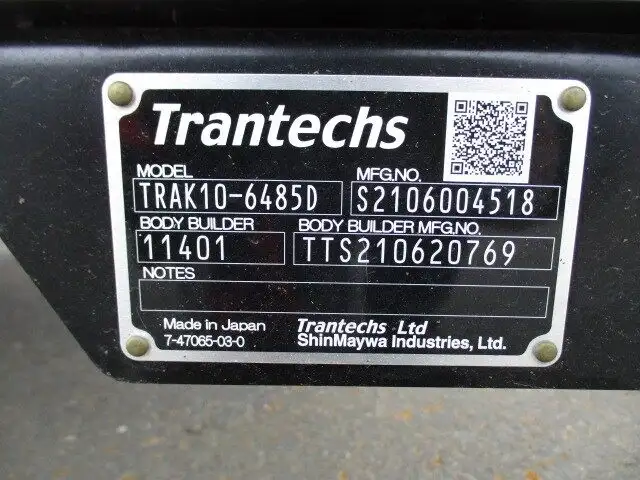 Trantechs
MODEL MFG.NO.
TRAK10-6485D S2106004518
BODY BUILDER BODY BUILDER MFG.NO.
11401 TTS210620769
NOTES
Made in Japan Trantechs Ltd
7-47065-03-0 ShinMaywa Industries, Ltd.